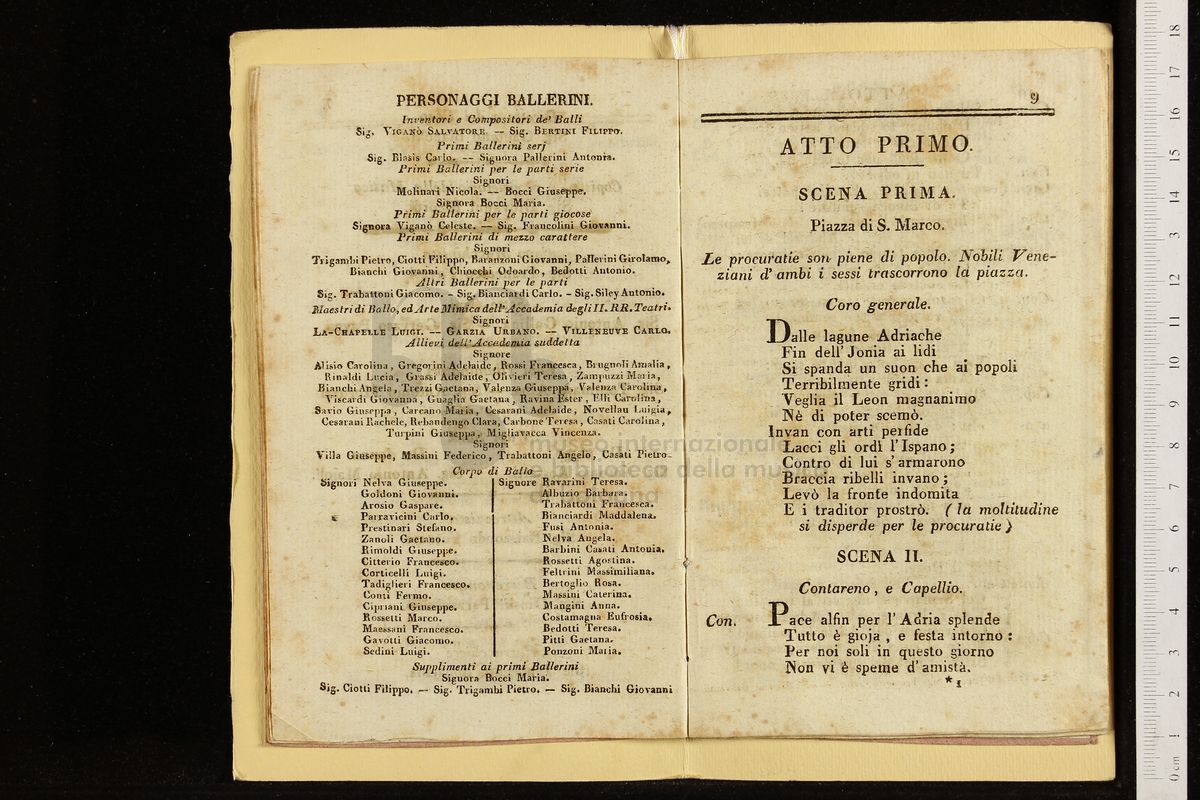 PERSONAGGI BALLERINI.
Inventori e Compositori de' Balli
Sig. VIGANÒ SALVATORE. — Sig. BERTINI FILIPPO.
Primi Ballerini serj
Sig. Blasis Carlo. — Signora Pallerini Antonia.
Primi Ballerini per le parti serie
Signori
Molinari Nicola. — Bocci Giuseppe.
Signora Bocci Maria.
Primi Ballerini per le parti giocose
Signora Viganò Celeste. — Sig. Francolini Giovanni.
Primi Ballerini di mezzo carattere
Signori
Trigambi Pietro, Ciotti Filippo, Baranzoni Giovanni, Pallerini Girolamo,
Bianchi Giovanni, Chiocchi Odoardo, Bedotti Antonio.
Altri Ballerini per le parti
Sig. Trabattoni Giacomo. - Sig. Bianciardi Carlo. - Sig. Siley Antonio.
Maestri di Ballo, ed Arte Mimica dell' Accademia degli II. RR. Teatri.
Signori
LA-CHAPELLE LUIGI. — GARZIA URBANO. — VILLENEUVE CARLO.
Allievi dell' Accademia suddetta
Signore
Alisio Carolina, Gregorini Adelaide, Rossi Francesca, Brugnoli Amalia,
Rinaldi Lucia, Grassi Adelaide, Olivieri Teresa, Zampuzzi Maria,
Bianchi Angela, Trezzi Gaetana, Valenza Giuseppa, Valenza Carolina,
Viscardi Giovanna, Guaglia Gaetana, Ravina Ester, Elli Carolina,
Savio Giuseppa, Carcano Maria, Cesarani Adelaide, Novellau Luigia,
Cesarani Rachele, Rebandengo Clara, Carbone Teresa, Casati Carolina,
Turpini Giuseppa, Migliavacca Vincenza.
Signori
Villa Giuseppe, Massini Federico, Trabattoni Angelo, Casati Pietro.
Corpo di Ballo
Signori Nelva Giuseppe.
Goldoni Giovanni.
Arosio Gaspare.
Parravicini Carlo.
Prestinari Stefano.
Zanoli Gaetano.
Rimoldi Giuseppe.
Citterio Francesco.
Corticelli Luigi.
Tadiglieri Francesco.
Conti Fermo.
Cipriani Giuseppe.
Rossetti Marco.
Maessani Francesco.
Gavotti Giacomo.
Sedini Luigi.
Signore Ravarini Teresa.
Albuzio Barbara.
Trabattoni Francesca.
Bianciardi Maddalena.
Fusi Antonia.
Nelva Angela.
Barbini Casati Antonia.
Rossetti Agostina.
Feltrini Massimiliana.
Bertoglio Rosa.
Massini Caterina.
Mangini Anna.
Costamagna Eufrosia.
Bedotti Teresa.
Pitti Gaetana.
Ponzoni Maria.
Supplimenti ai primi Ballerini
Signora Bocci Maria.
Sig. Ciotti Filippo. — Sig. Trigambi Pietro. — Sig. Bianchi Giovanni
9
ATTO PRIMO.
SCENA PRIMA.
Piazza di S. Marco.
Le procuratie son piene di popolo. Nobili Vene-
ziani d' ambi i sessi trascorrono la piazza.
Coro generale.
Dalle lagune Adriache
Fin dell' Jonia ai lidi
Si spanda un suon che ai popoli
Terribilmente gridi:
Veglia il Leon magnanimo
Nè di poter scemò.
Invan con arti perfide
Lacci gli ordì l' Ispano;
Contro di lui s' armarono
Braccia ribelli invano;
Levò la fronte indomita
E i traditor prostrò. (la moltitudine
si disperde per le procuratie)
SCENA II.
Contareno, e Capellio.
Con. Pace alfin per l' Adria splende
Tutto è gioja, e festa intorno:
Per noi soli in questo giorno
Non vi è speme d' amistà.
*1
museo internazionale
e biblioteca della musica